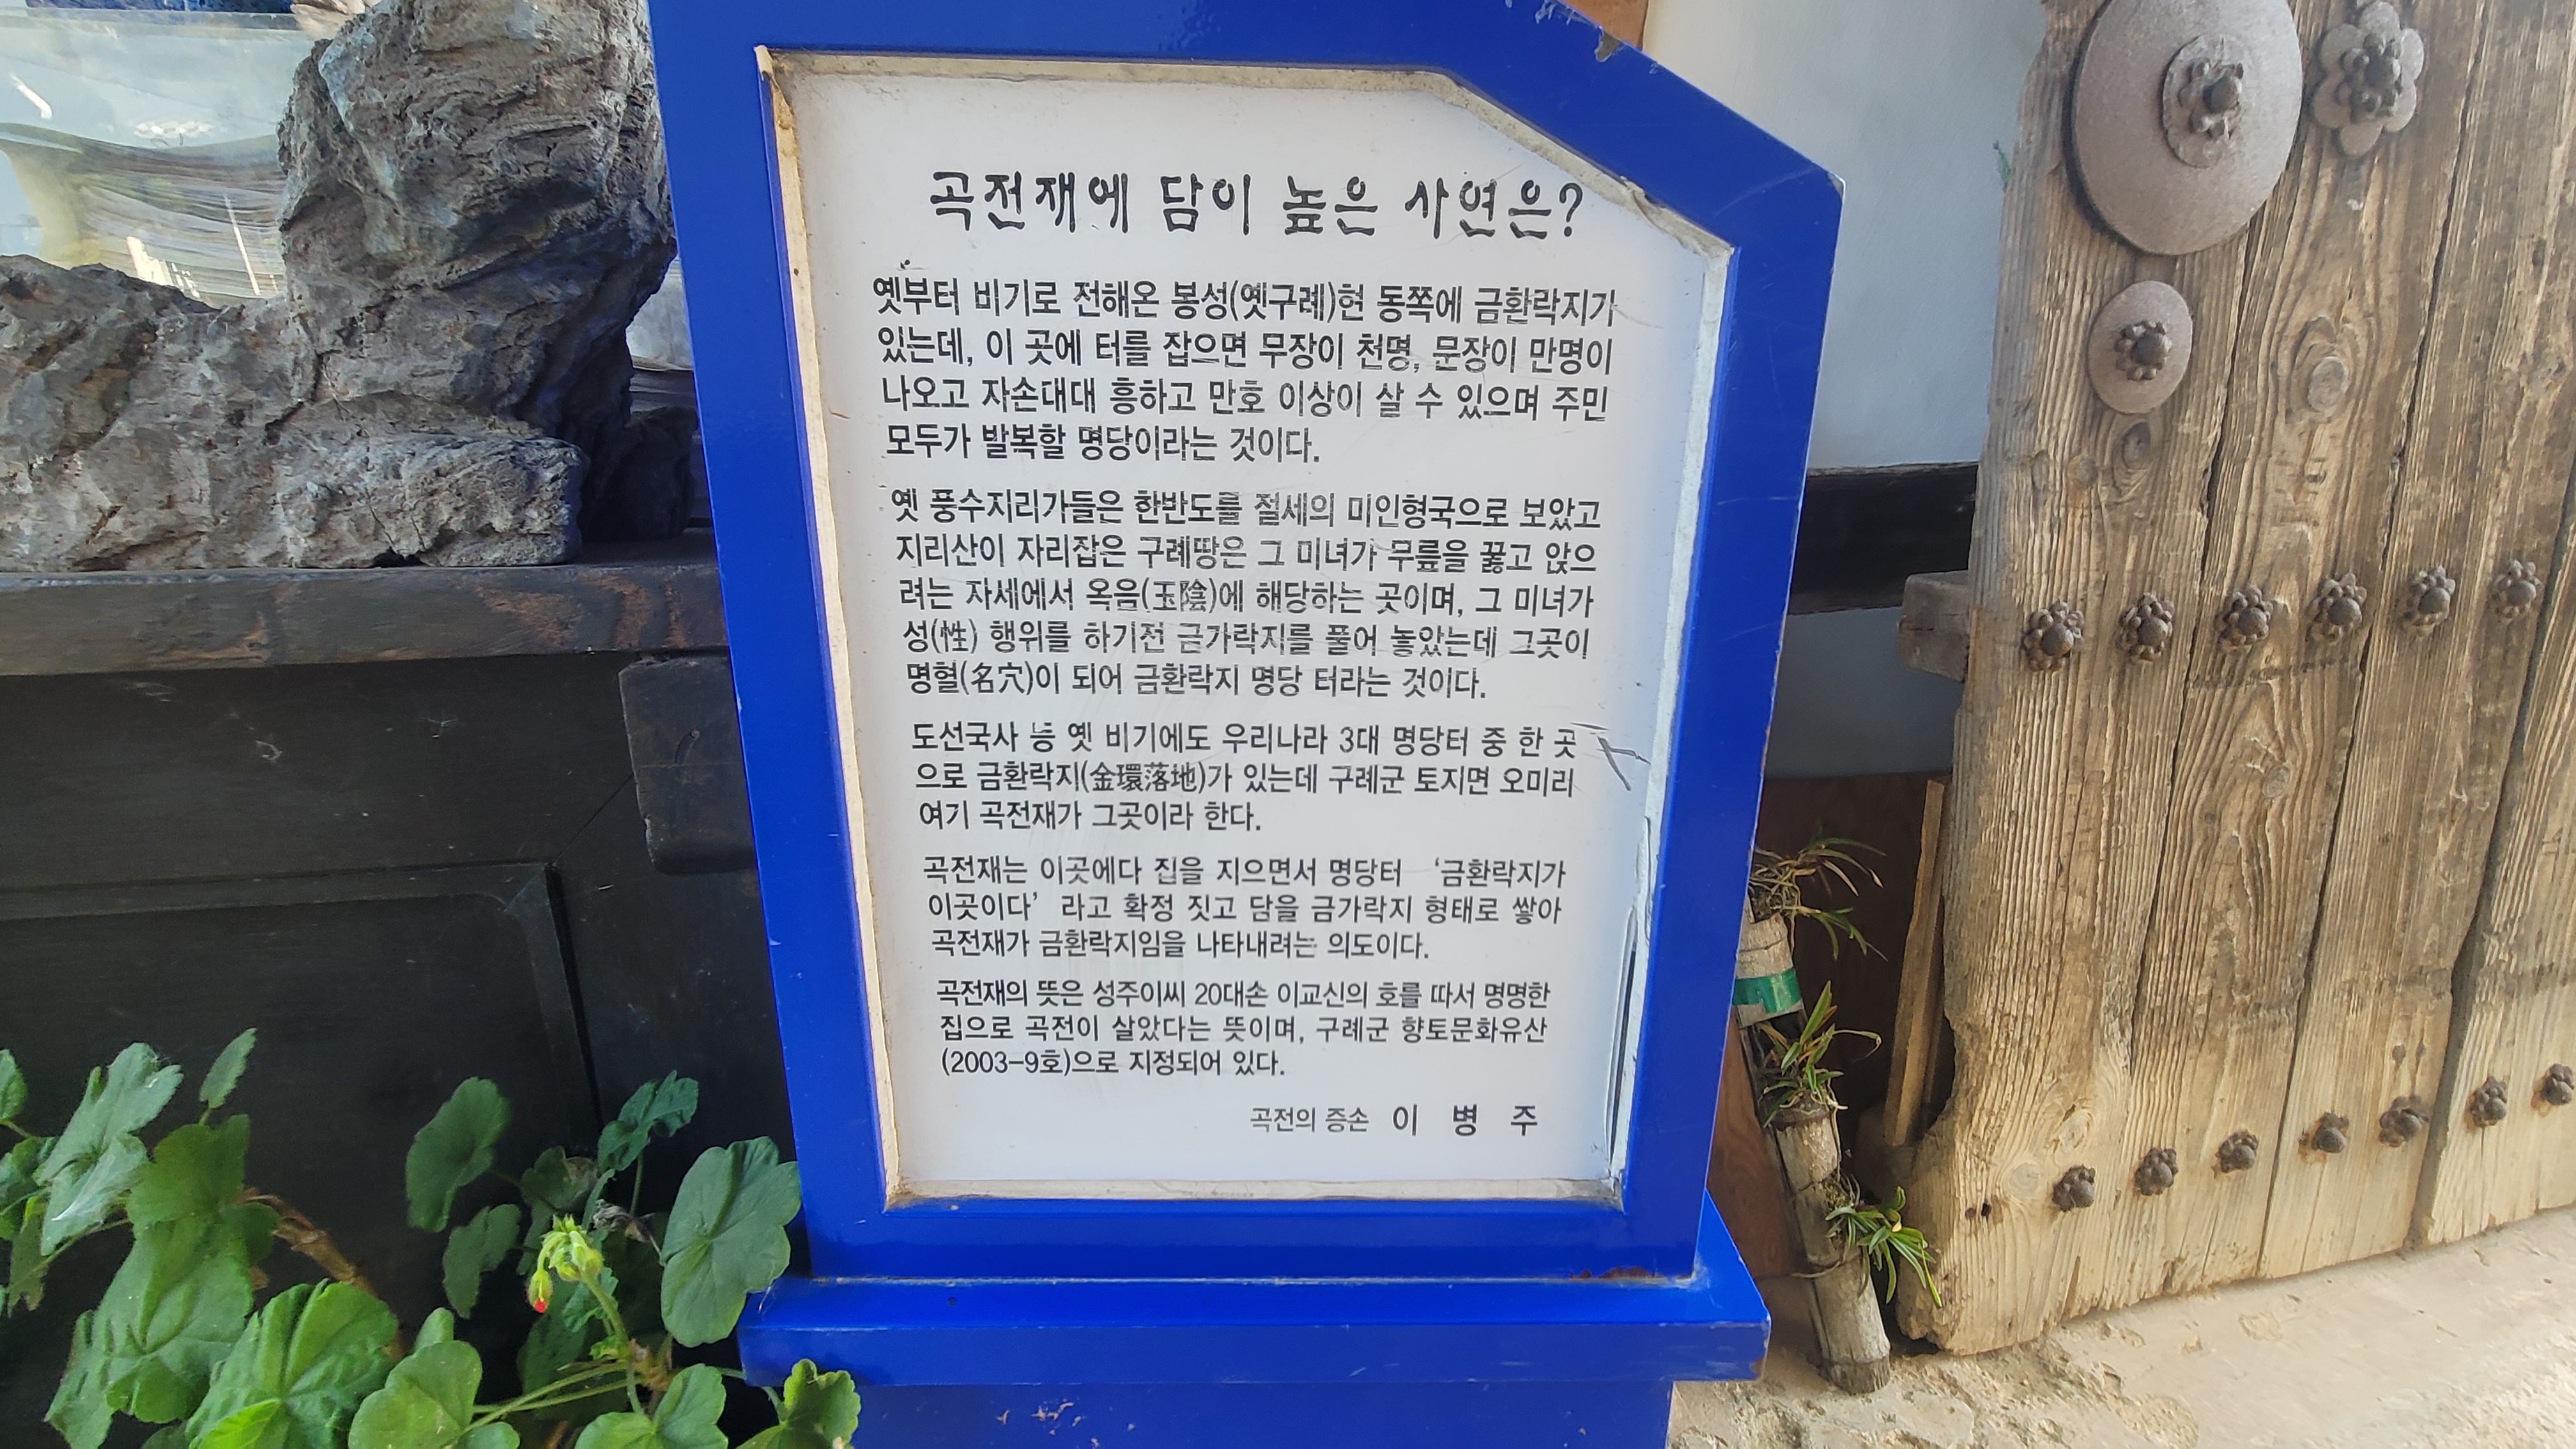 곡전재에 담이 높은 사연은?
옛부터 비기로 전해온 봉성(옛구례)현 동쪽에 금환락지가
있는데, 이 곳에 터를 잡으면 무장이 천명, 문장이 만명이
나오고 자손대대 흥하고 만호 이상이 살 수 있으며 주민
모두가 발복할 명당이라는 것이다.
옛 풍수지리가들은 한반도를 절세의 미인형국으로 보았고
지리산이 자리잡은 구례땅은 그 미녀가 무릎을 꿇고 앉으
려는 자세에서 옥음(玉陰)에 해당하는 곳이며, 그 미녀가
성(性) 행위를 하기전 금가락지를 풀어 놓았는데 그곳이
명혈(名穴)이 되어 금환락지 명당 터라는 것이다.
도선국사 등 옛 비기에도 우리나라 3대 명당터 중 한 곳
으로 금환락지(金環落地)가 있는데 구례군 토지면 오미리
여기 곡전재가 그곳이라 한다.
곡전재는 이곳에다 집을 지으면서 명당터 ‘금환락지가
이곳이다’ 라고 확정 짓고 담을 금가락지 형태로 쌓아
곡전재가 금환락지임을 나타내려는 의도이다.
곡전재의 뜻은 성주이씨 20대손 이교신의 호를 따서 명명한
집으로 곡전이 살았다는 뜻이며, 구례군 향토문화유산
(2003-9호)으로 지정되어 있다.
곡전의 증손 이 병 주